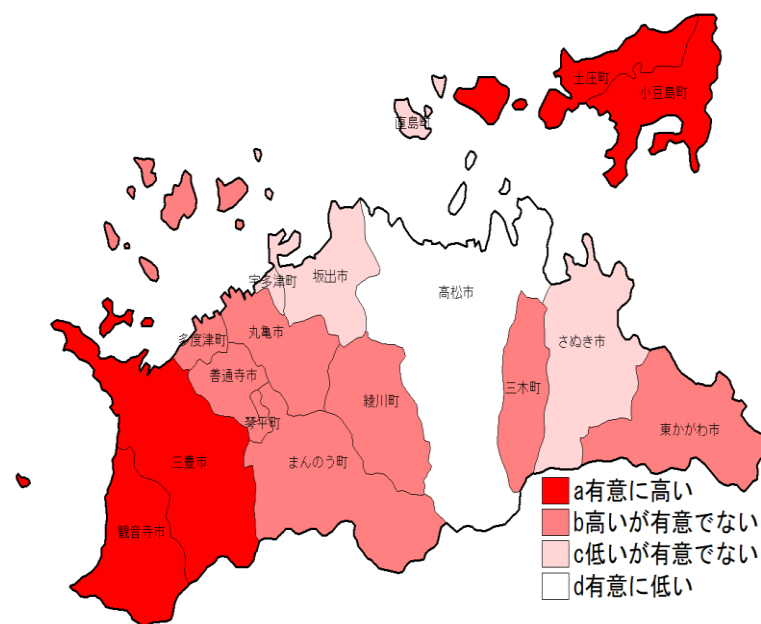 土庄町
小豆島町
直島町
宇多津町
坂出市
高松市
多度津町
丸亀市
さぬき市
善通寺市
三木町
綾川町
琴平町
東かがわ市
三豊市
まんのう町
観音寺市
a有意に高い
b高いが有意でない
c低いが有意でない
d有意に低い